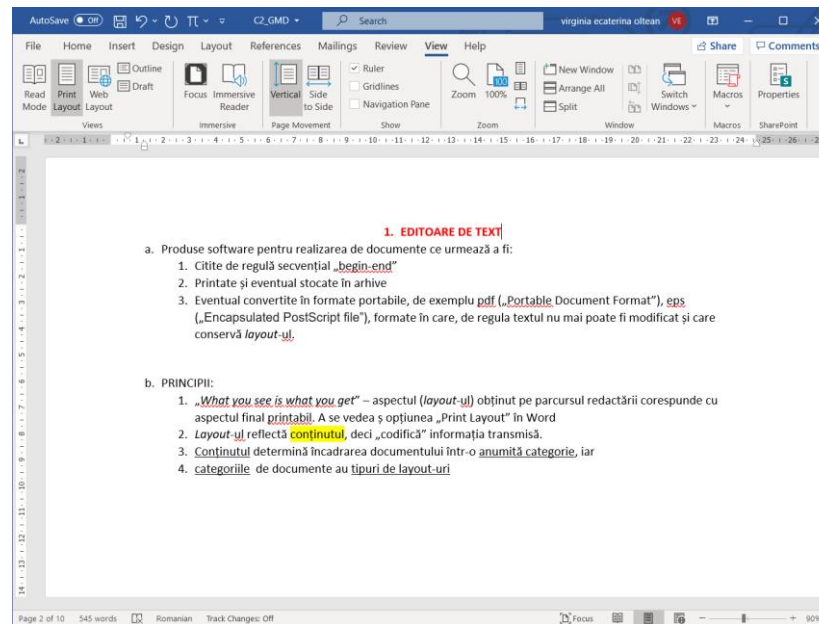 AutoSave Off C2_GMD Search virginia ecaterina oltean VE
File Home Insert Design Layout References Mailings Review View Help Share Comments
Read Mode Print Layout Web Layout Outline Draft Focus Immersive Reader Vertical Side to Side Ruler Gridlines Navigation Pane Zoom 100% New Window Arrange All Split Switch Windows Macros Properties
Views Immersive Page Movement Show Zoom Window Macros SharePoint
1. EDITOARE DE TEXT
a. Produse software pentru realizarea de documente ce urmează a fi:
1. Citite de regulă secvențial „begin-end”
2. Printate și eventual stocate în arhive
3. Eventual convertite în formate portabile, de exemplu pdf („Portable Document Format”), eps
(„Encapsulated PostScript file”), formate în care, de regula textul nu mai poate fi modificat și care
conservă layout-ul.
b. PRINCIPII:
1. „What you see is what you get” – aspectul (layout-ul) obținut pe parcursul redactării corespunde cu
aspectul final printabil. A se vedea ș opțiunea „Print Layout” în Word
2. Layout-ul reflectă conținutul, deci „codifică” informația transmisă.
3. Conținutul determină încadrarea documentului într-o anumită categorie, iar
4. categoriile de documente au tipuri de layout-uri
Page 2 of 10 545 words Romanian Track Changes: Off Focus 90%